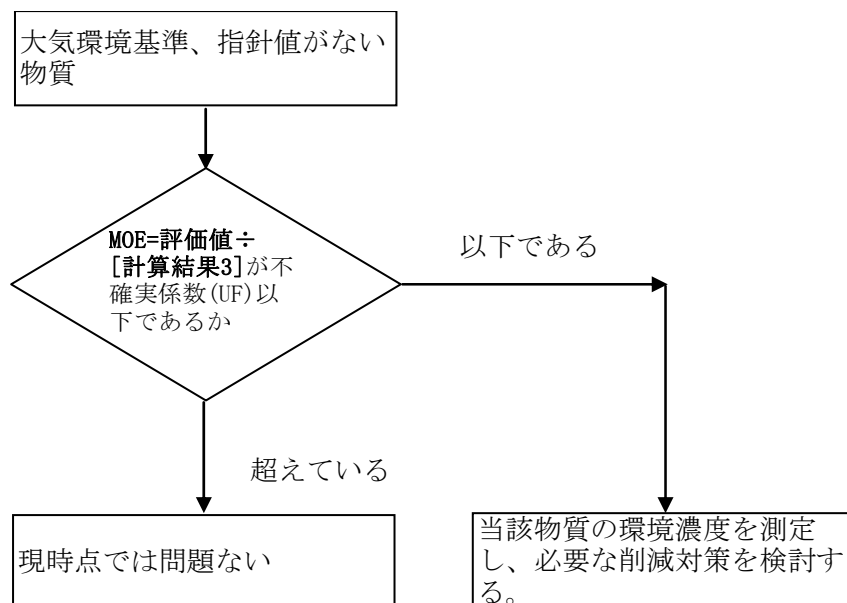 大気環境基準、指針値がない
物質
MOE=評価値÷
[計算結果3]が不
確実係数(UF)以
下であるか
以下である
超えている
現時点では問題ない
当該物質の環境濃度を測定
し、必要な削減対策を検討す
る。